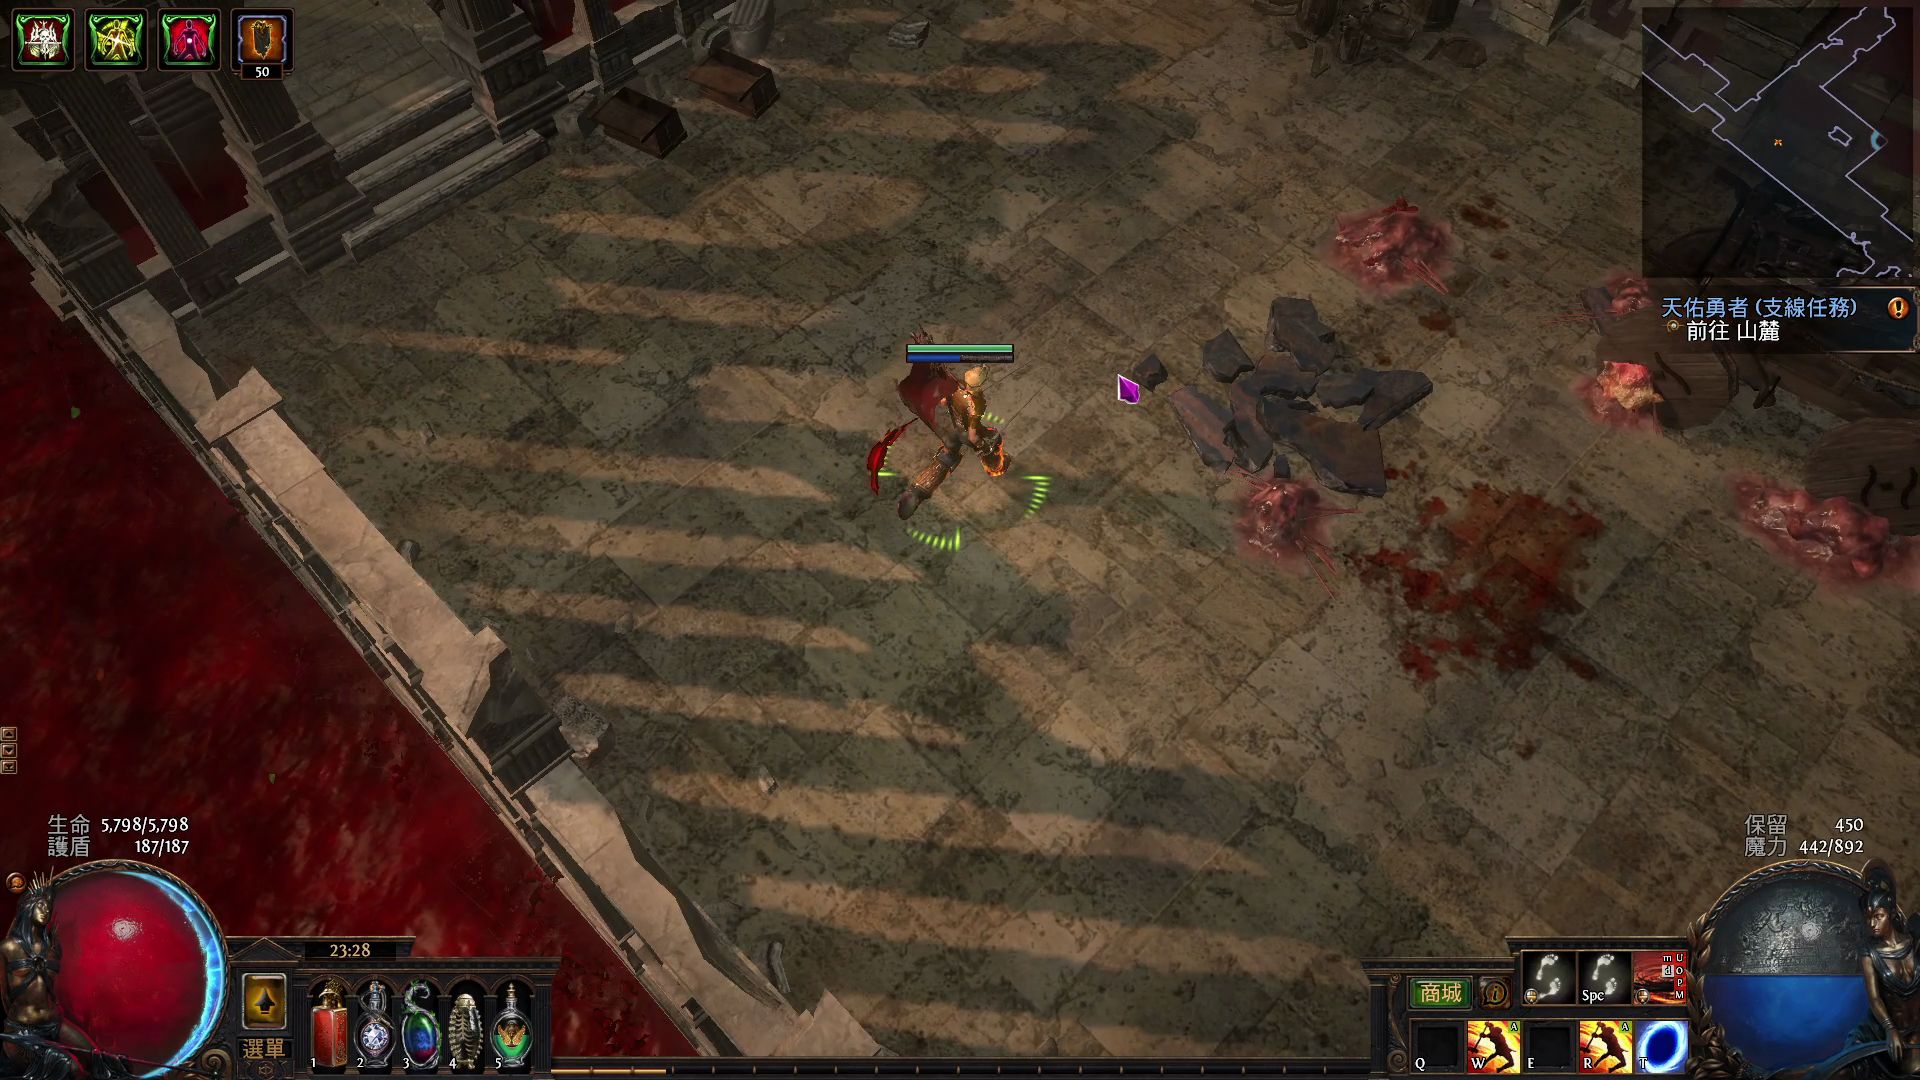 50
天佑勇者 (支線任務)
前往 山麓
生命 5,798/5,798
護盾 187/187
保留 450
魔力 442/892
23:28
選單
1
2
3
4
5
商城
Spc
m U
d O
P
M
Q
W A
E
R A
T